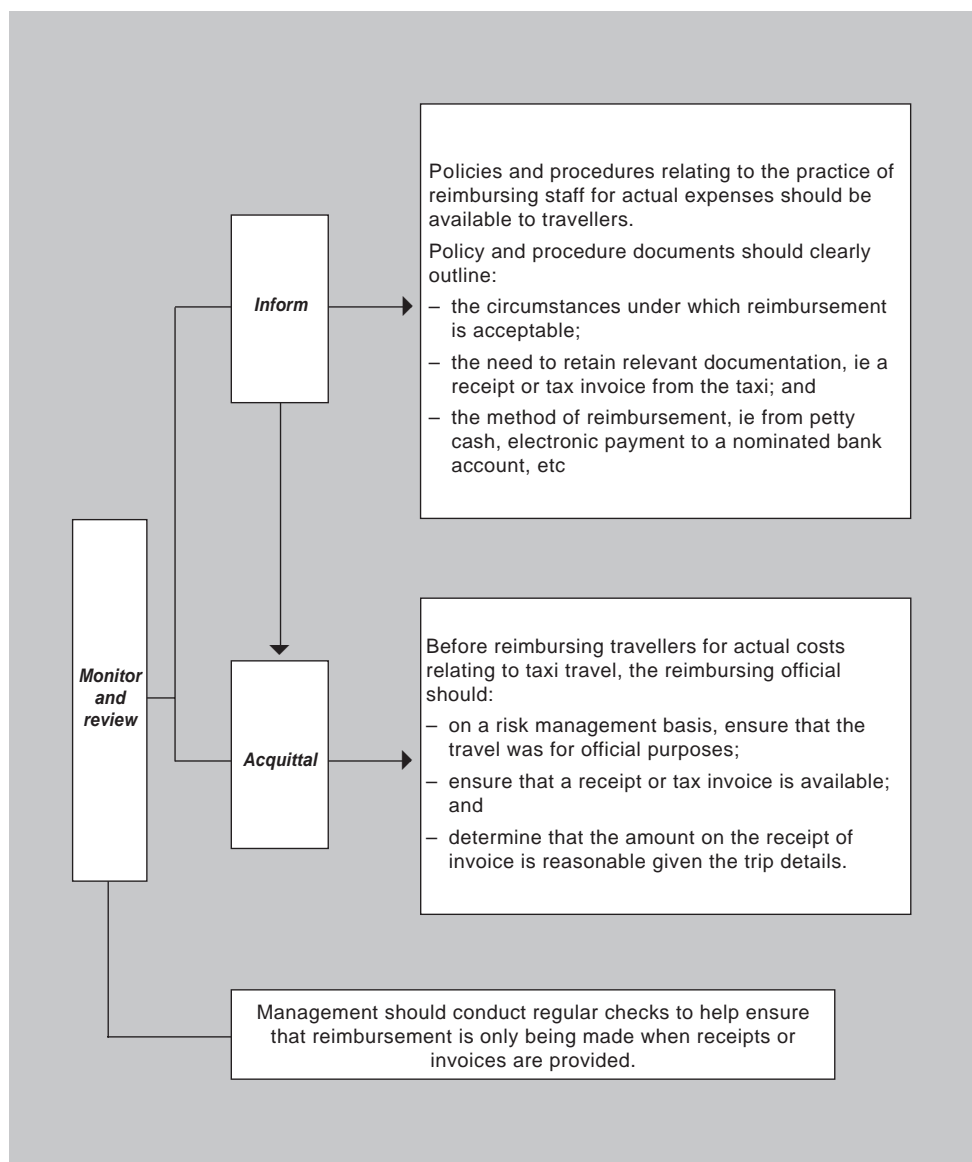 Policies and procedures relating to the practice of
reimbursing staff for actual expenses should be
available to travellers.
Policy and procedure documents should clearly
outline:
– the circumstances under which reimbursement
is acceptable;
– the need to retain relevant documentation, ie a
receipt or tax invoice from the taxi; and
– the method of reimbursement, ie from petty
cash, electronic payment to a nominated bank
account, etc
Inform
Monitor
and
review
Acquittal
Before reimbursing travellers for actual costs
relating to taxi travel, the reimbursing official
should:
– on a risk management basis, ensure that the
travel was for official purposes;
– ensure that a receipt or tax invoice is available;
and
– determine that the amount on the receipt of
invoice is reasonable given the trip details.
Management should conduct regular checks to help ensure
that reimbursement is only being made when receipts or
invoices are provided.